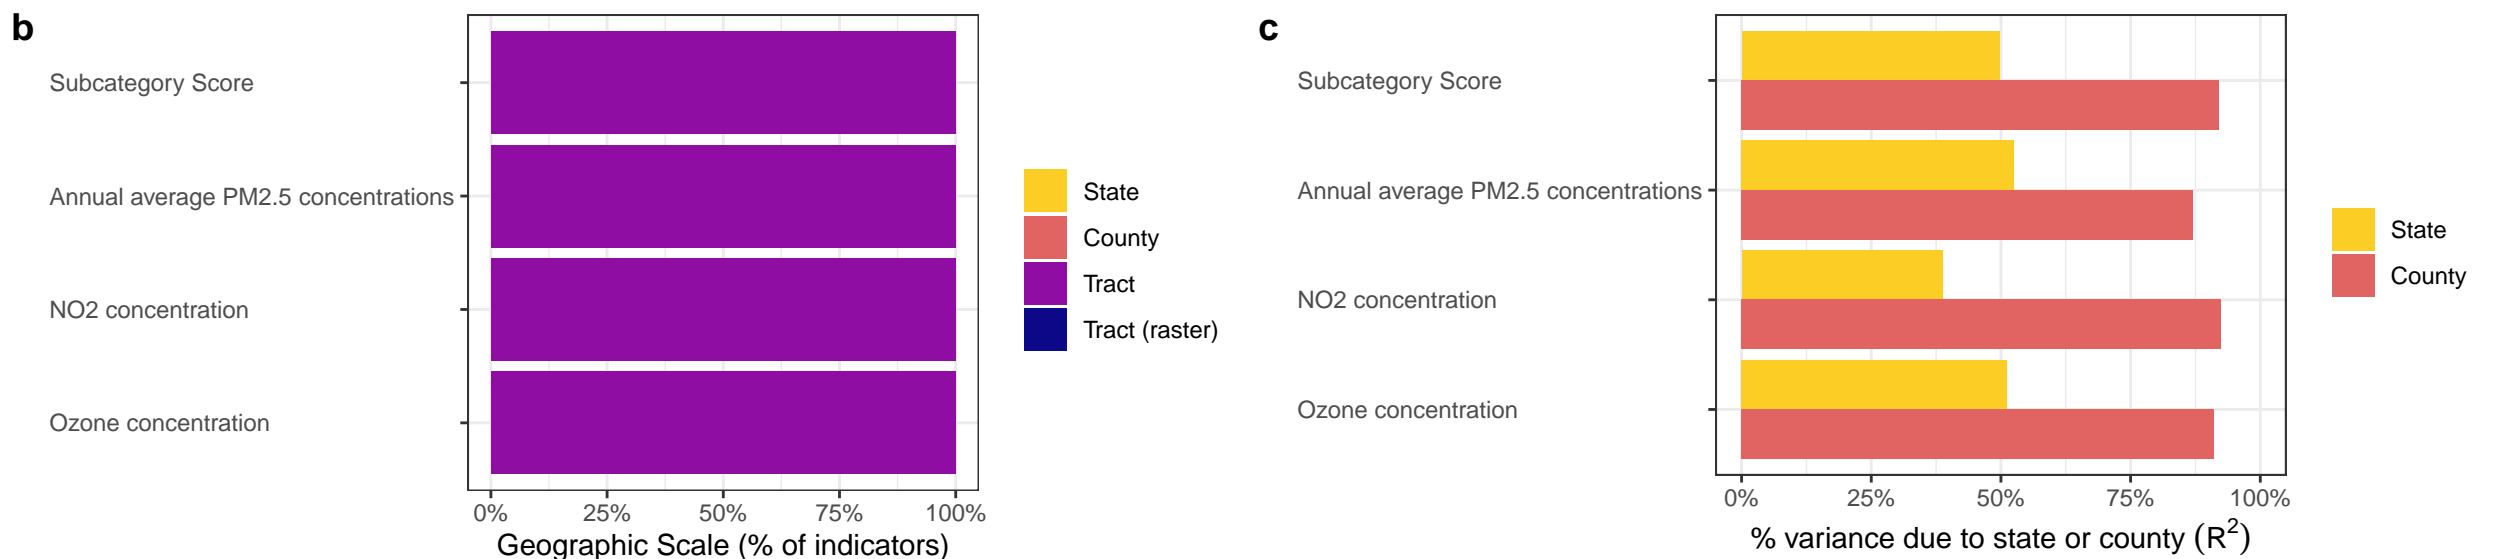 b
Subcategory Score
Annual average PM2.5 concentrations
NO2 concentration
Ozone concentration
0% 25% 50% 75% 100%
Geographic Scale (% of indicators)
State
County
Tract
Tract (raster)
c
Subcategory Score
Annual average PM2.5 concentrations
NO2 concentration
Ozone concentration
0% 25% 50% 75% 100%
% variance due to state or county (R²)
State
County